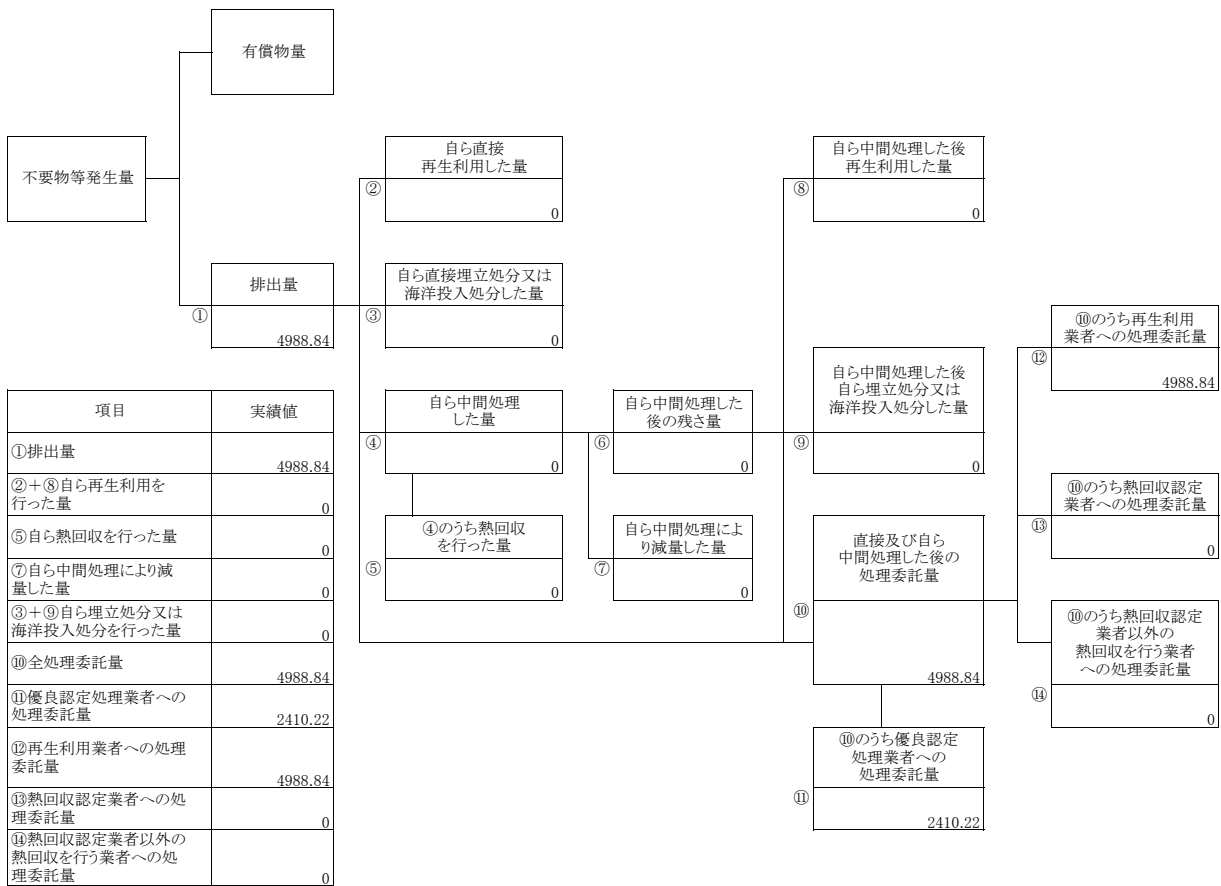 有償物量
不要物等発生量
自ら直接
再生利用した量
②
0
自ら中間処理した後
再生利用した量
⑧
0
排出量
①
4988.84
自ら直接埋立処分又は
海洋投入処分した量
③
0
⑩のうち再生利用
業者への処理委託量
⑫
4988.84
自ら中間処理
した量
④
0
自ら中間処理した
後の残さ量
⑥
0
自ら中間処理した後
自ら埋立処分又は
海洋投入処分した量
⑨
0
⑩のうち熱回収認定
業者への処理委託量
⑬
0
④のうち熱回収
を行った量
⑤
0
自ら中間処理によ
り減量した量
⑦
0
直接及び自ら
中間処理した後の
処理委託量
⑩
4988.84
⑩のうち熱回収認定
業者以外の
熱回収を行う業者
への処理委託量
⑭
0
⑩のうち優良認定
処理業者への
処理委託量
⑪
2410.22
項目 実績値
①排出量
4988.84
②+⑧自ら再生利用を
行った量
0
⑤自ら熱回収を行った量
0
⑦自ら中間処理により減
量した量
0
③+⑨自ら埋立処分又は
海洋投入処分を行った量
0
⑩全処理委託量
4988.84
⑪優良認定処理業者への
処理委託量
2410.22
⑫再生利用業者への処理
委託量
4988.84
⑬熱回収認定業者への処
理委託量
0
⑭熱回収認定業者以外の
熱回収を行う業者への処
理委託量
0